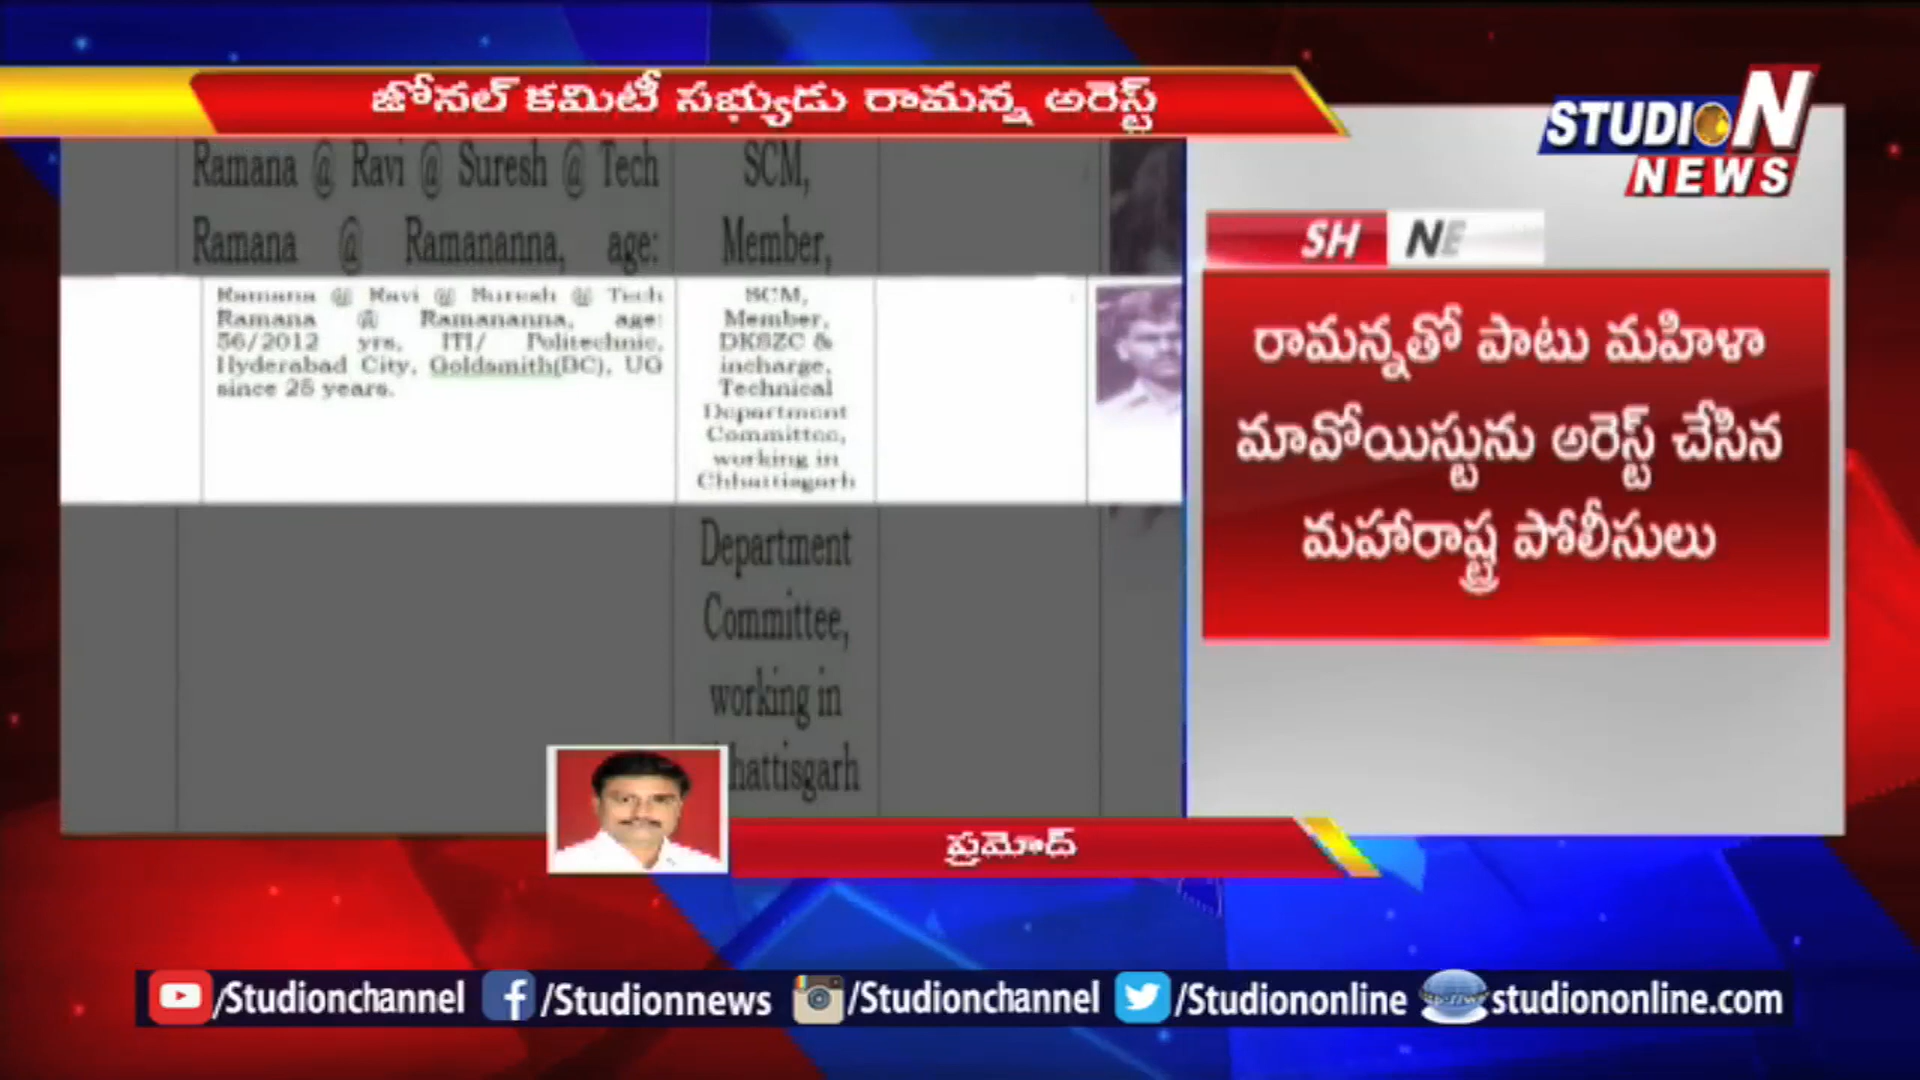 జోనల్ కమిటీ సభ్యుడు రామన్న అరెస్ట్
STUDIO N
NEWS
Ramana @ Ravi @ Suresh @ Tech
Ramana @ Ramananna, age:
SCM,
Member,
Ramana @ Ravi @ Suresh @ Tech
Ramana @ Ramananna, age:
56/2012 yrs, ITI/ Politechnic,
Hyderabad City, Goldsmith(BC), UG
since 25 years.
SCM,
Member,
DKSZC &
incharge,
Technical
Department
Committee,
working in
Chhattisgarh
Department
Committee,
working in
hattisgarh
SH NE
రామన్నతో పాటు మహిళా
మావోయిస్టును అరెస్ట్ చేసిన
మహారాష్ట్ర పోలీసులు
ప్రమోద్
/Studionchannel /Studionnews /Studionchannel /Studiononline studiononline.com